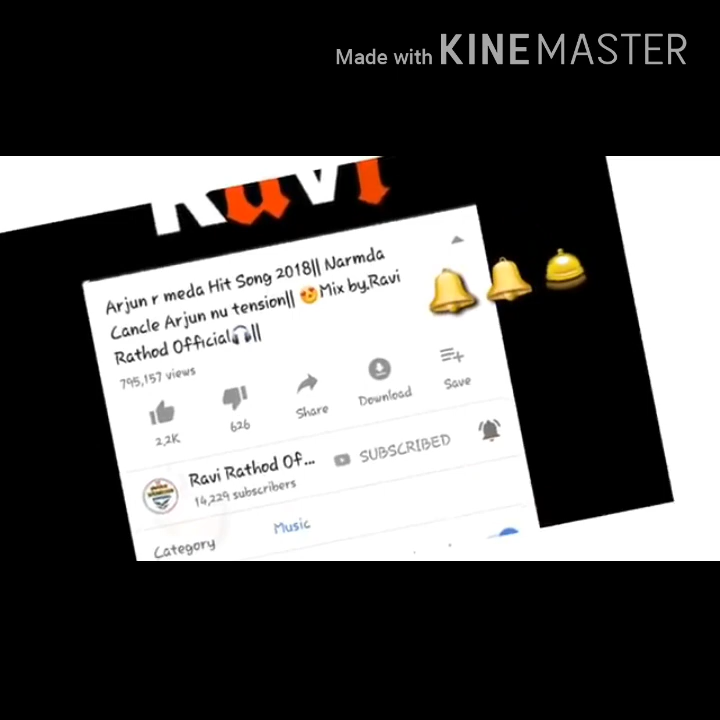 Made with KINEMASTER
Ravi
Arjun r meda Hit Song 2018|| Narmda
Cancle Arjun nu tension|| 😍Mix by.Ravi
Rathod Official🎧||
795,157 views
2.2K
626
Share
Download
Save
Ravi Rathod Of...
SUBSCRIBED
14,229 subscribers
Category
Music